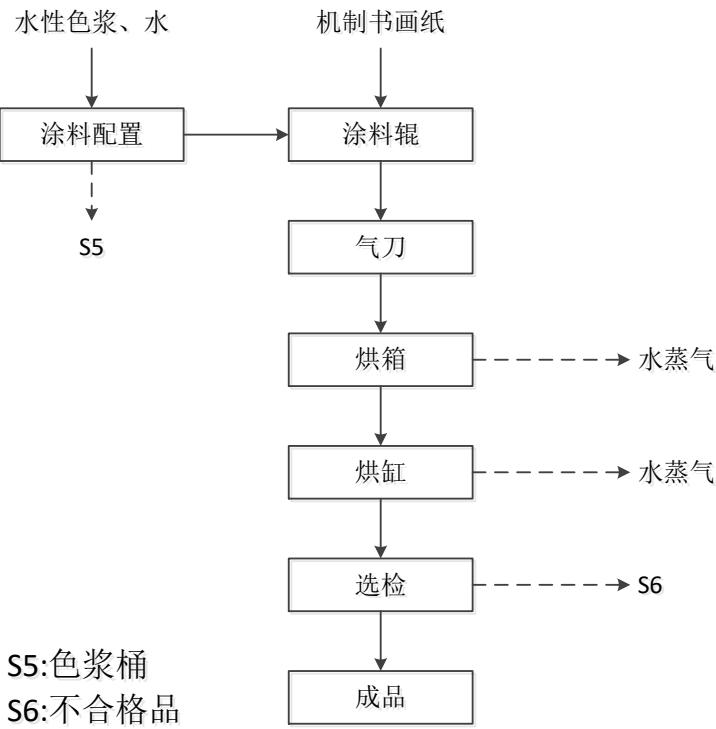 水性色浆、水
机制书画纸
涂料配置
涂料辊
S5
气刀
烘箱
水蒸气
烘缸
水蒸气
选检
S6
成品
S5:色浆桶
S6:不合格品